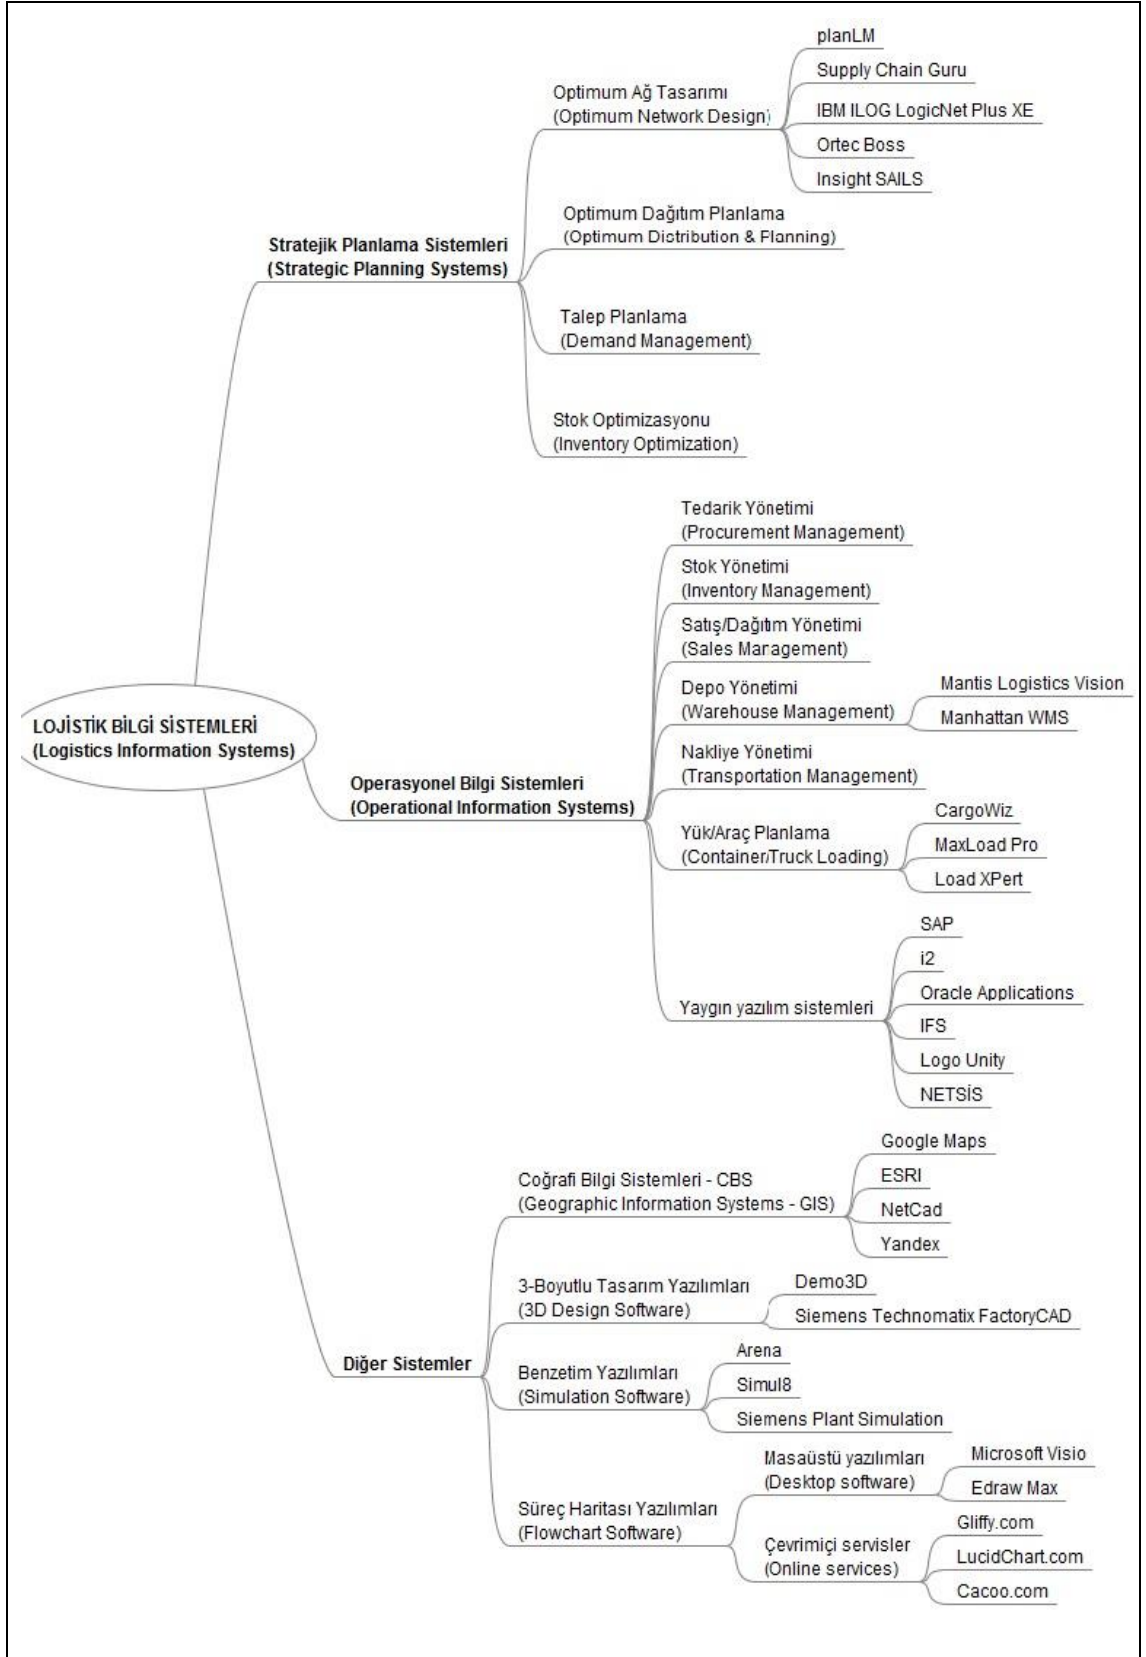 planLM
Supply Chain Guru
Optimum Ağ Tasarımı
(Optimum Network Design)
IBM ILOG LogicNet Plus XE
Ortec Boss
Insight SAILS
Optimum Dağıtım Planlama
(Optimum Distribution & Planning)
Stratejik Planlama Sistemleri
(Strategic Planning Systems)
Talep Planlama
(Demand Management)
Stok Optimizasyonu
(Inventory Optimization)
Tedarik Yönetimi
(Procurement Management)
Stok Yönetimi
(Inventory Management)
Satış/Dağıtım Yönetimi
(Sales Management)
Depo Yönetimi
(Warehouse Management)
Mantis Logistics Vision
Manhattan WMS
LOJİSTİK BİLGİ SİSTEMLERİ
(Logistics Information Systems)
Nakliye Yönetimi
(Transportation Management)
Operasyonel Bilgi Sistemleri
(Operational Information Systems)
Yük/Araç Planlama
(Container/Truck Loading)
CargoWiz
MaxLoad Pro
Load XPert
Yaygın yazılım sistemleri
SAP
i2
Oracle Applications
IFS
Logo Unity
NETSİS
Coğrafi Bilgi Sistemleri - CBS
(Geographic Information Systems - GIS)
Google Maps
ESRI
NetCad
Yandex
3-Boyutlu Tasarım Yazılımları
(3D Design Software)
Demo3D
Siemens Technomatix FactoryCAD
Diğer Sistemler
Benzetim Yazılımları
(Simulation Software)
Arena
Simul8
Siemens Plant Simulation
Süreç Haritası Yazılımları
(Flowchart Software)
Masaüstü yazılımları
(Desktop software)
Microsoft Visio
Edraw Max
Çevrimiçi servisler
(Online services)
Gliffy.com
LucidChart.com
Cacoo.com